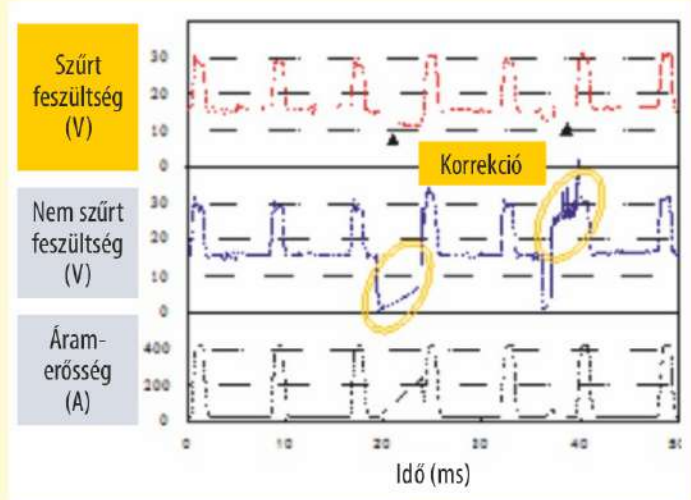 Szűrt
feszültség
(V)
30
20
10
0
Korrekció
Nem szűrt
feszültség
(V)
30
20
10
0
Áram-
erősség
(A)
400
200
0
0
10
20
30
40
50
Idő (ms)